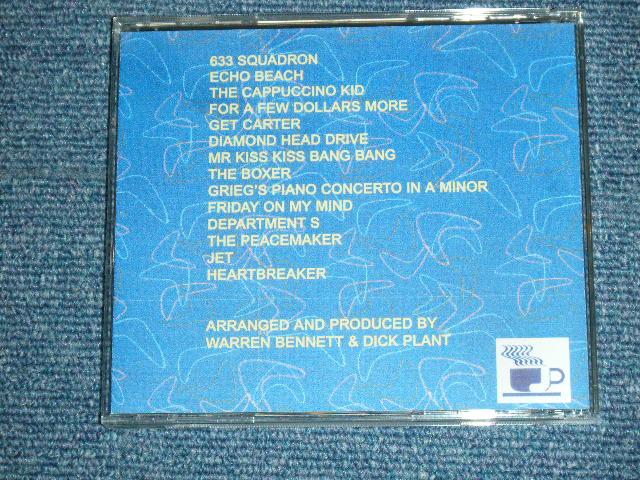 633 SQUADRON
ECHO BEACH
THE CAPPUCCINO KID
FOR A FEW DOLLARS MORE
GET CARTER
DIAMOND HEAD DRIVE
MR KISS KISS BANG BANG
THE BOXER
GRIEG'S PIANO CONCERTO IN A MINOR
FRIDAY ON MY MIND
DEPARTMENT S
THE PEACEMAKER
JET
HEARTBREAKER
ARRANGED AND PRODUCED BY
WARREN BENNETT & DICK PLANT